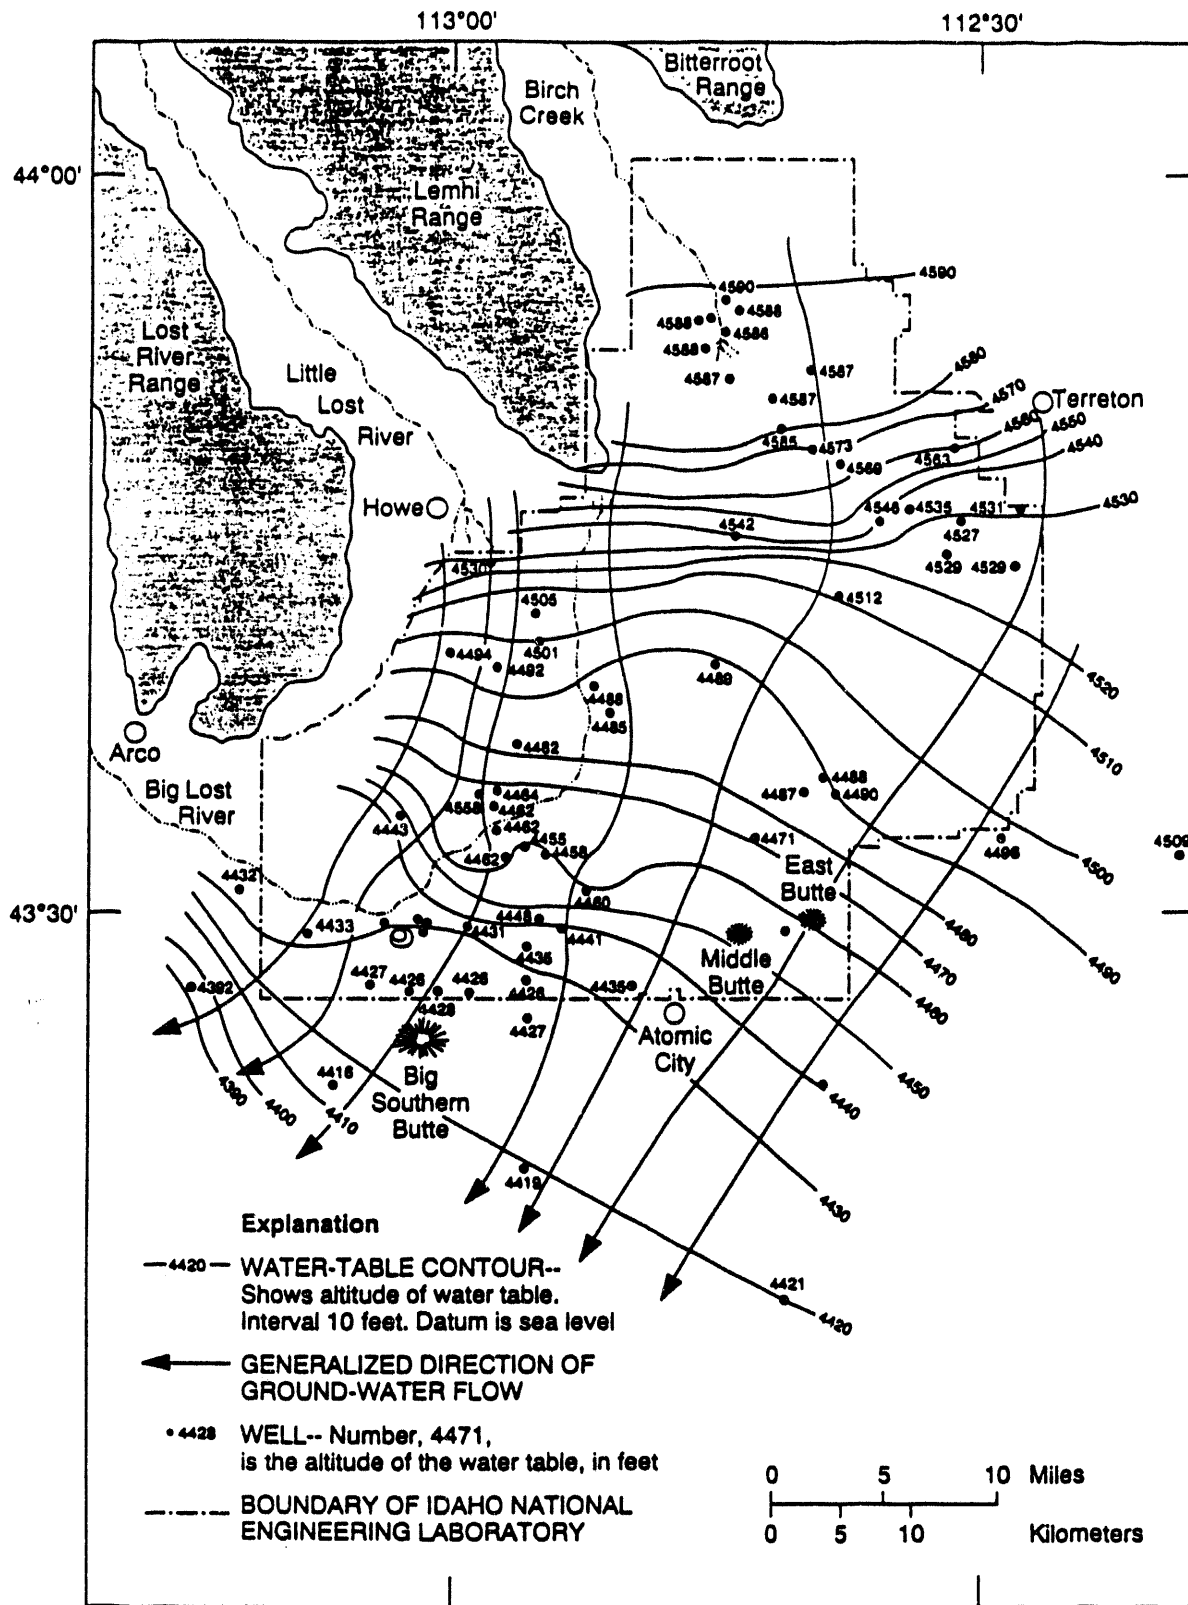 113°00'
112°30'
Bitterroot
Range
Birch
Creek
44°00'
Lemhi
Range
4590
4590
4588
4588
4586
4588
Lost
River
Range
4587
4587
4587
4580
4570
Little
Lost
River
Terreton
4560
4550
4540
4585
4573
4569
4563
Howe
4530
4546
4535
4531
4542
4527
4530
4529
4529
4505
4512
4501
4494
4492
4489
4520
4488
4485
Arco
4482
4510
Big Lost
River
4488
4487
4490
4464
4558
4462
4443
4462
4455
4458
4462
4471
4496
4509
East
Butte
4500
4432
4460
43°30'
4433
4448
4431
4441
4480
4435
Middle
Butte
4470
4490
4427
4426
4426
4392
4428
4426
4435
4460
4427
Atomic
City
4416
Big
Southern
Butte
4450
4440
4390
4400
4410
4419
4430
Explanation
4420 WATER-TABLE CONTOUR--
Shows altitude of water table.
Interval 10 feet. Datum is sea level
4421
4420
GENERALIZED DIRECTION OF
GROUND-WATER FLOW
4428 WELL-- Number, 4471,
is the altitude of the water table, in feet
0 5 10 Miles
BOUNDARY OF IDAHO NATIONAL
ENGINEERING LABORATORY
0 5 10 Kilometers